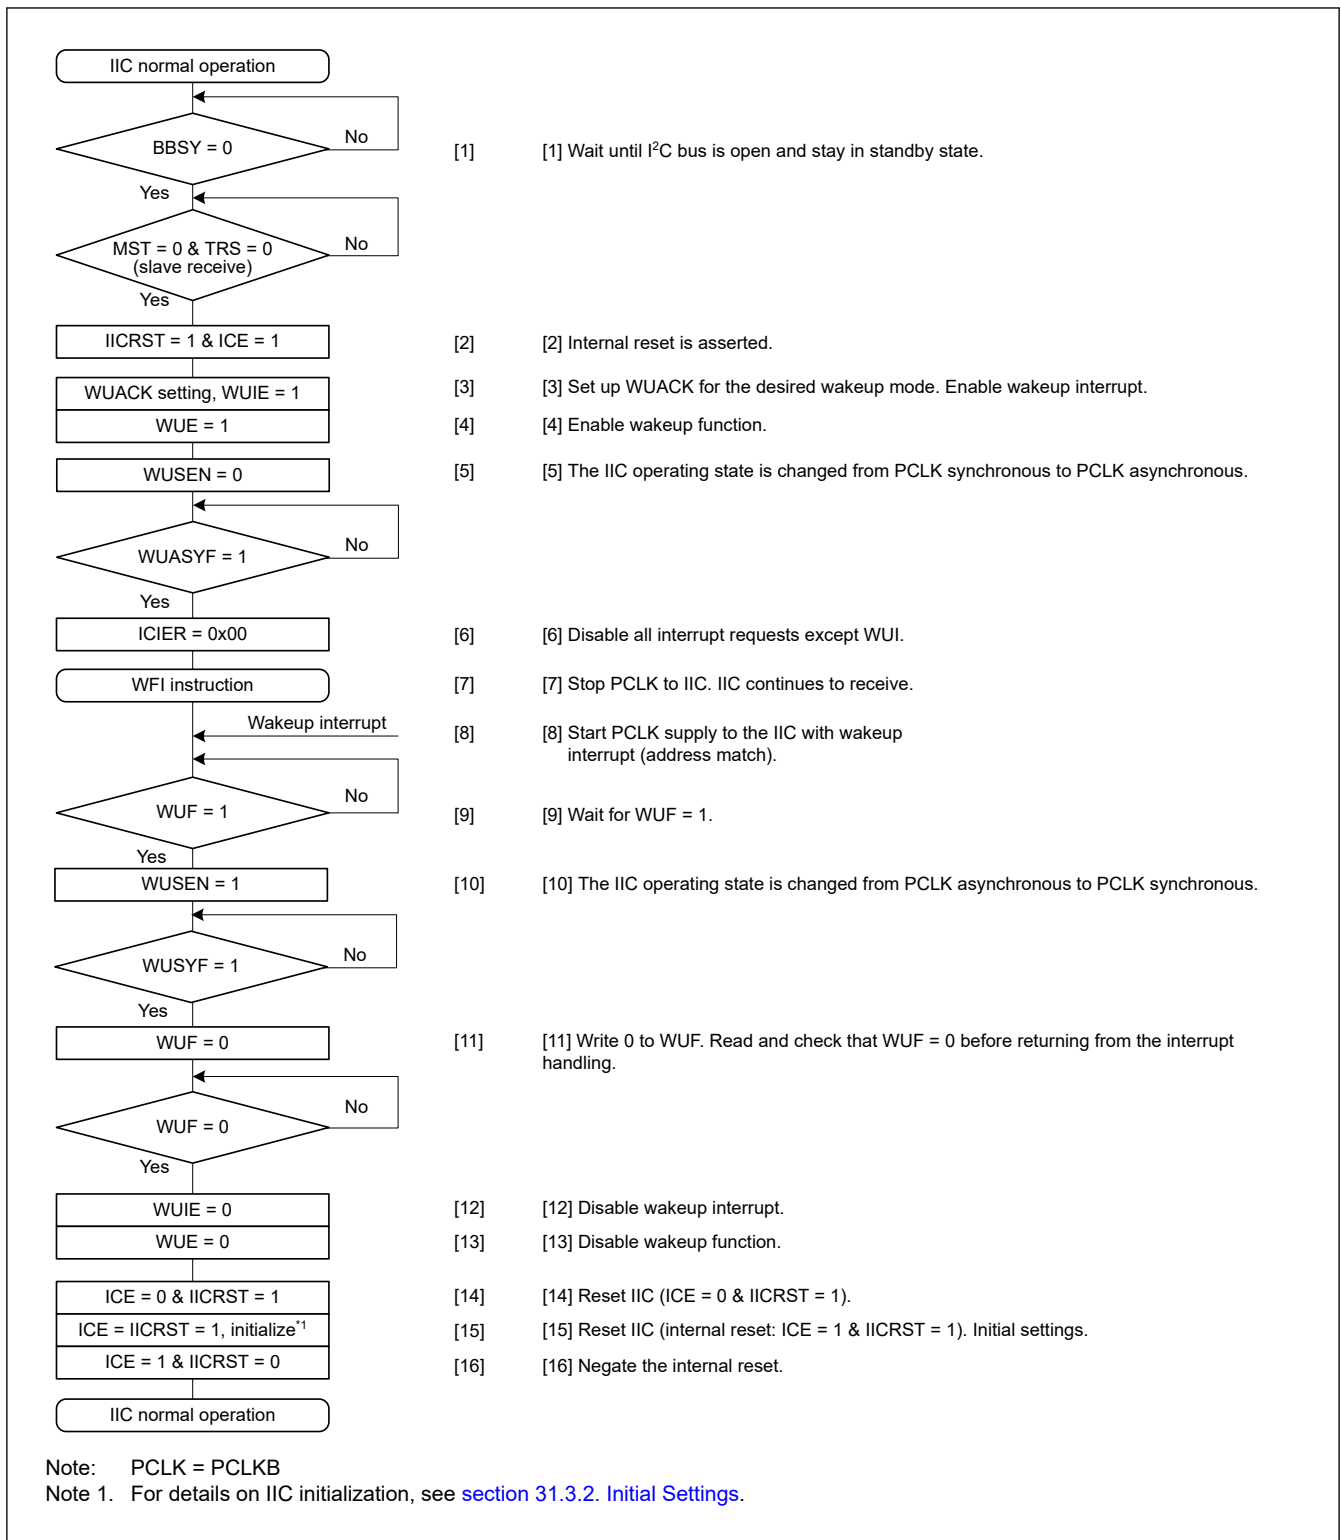 IIC normal operation
BBSY = 0
No
[1]
[1] Wait until I²C bus is open and stay in standby state.
Yes
MST = 0 & TRS = 0
(slave receive)
No
Yes
IICRST = 1 & ICE = 1
[2]
[2] Internal reset is asserted.
WUACK setting, WUIE = 1
[3]
[3] Set up WUACK for the desired wakeup mode. Enable wakeup interrupt.
WUE = 1
[4]
[4] Enable wakeup function.
WUSEN = 0
[5]
[5] The IIC operating state is changed from PCLK synchronous to PCLK asynchronous.
WUASYF = 1
No
Yes
ICIER = 0x00
[6]
[6] Disable all interrupt requests except WUI.
WFI instruction
[7]
[7] Stop PCLK to IIC. IIC continues to receive.
Wakeup interrupt
[8]
[8] Start PCLK supply to the IIC with wakeup
interrupt (address match).
WUF = 1
No
[9]
[9] Wait for WUF = 1.
Yes
WUSEN = 1
[10]
[10] The IIC operating state is changed from PCLK asynchronous to PCLK synchronous.
WUSYF = 1
No
Yes
WUF = 0
[11]
[11] Write 0 to WUF. Read and check that WUF = 0 before returning from the interrupt
handling.
WUF = 0
No
Yes
WUIE = 0
[12]
[12] Disable wakeup interrupt.
WUE = 0
[13]
[13] Disable wakeup function.
ICE = 0 & IICRST = 1
[14]
[14] Reset IIC (ICE = 0 & IICRST = 1).
ICE = IICRST = 1, initialize*1
[15]
[15] Reset IIC (internal reset: ICE = 1 & IICRST = 1). Initial settings.
ICE = 1 & IICRST = 0
[16]
[16] Negate the internal reset.
IIC normal operation
Note: PCLK = PCLKB
Note 1. For details on IIC initialization, see section 31.3.2. Initial Settings.